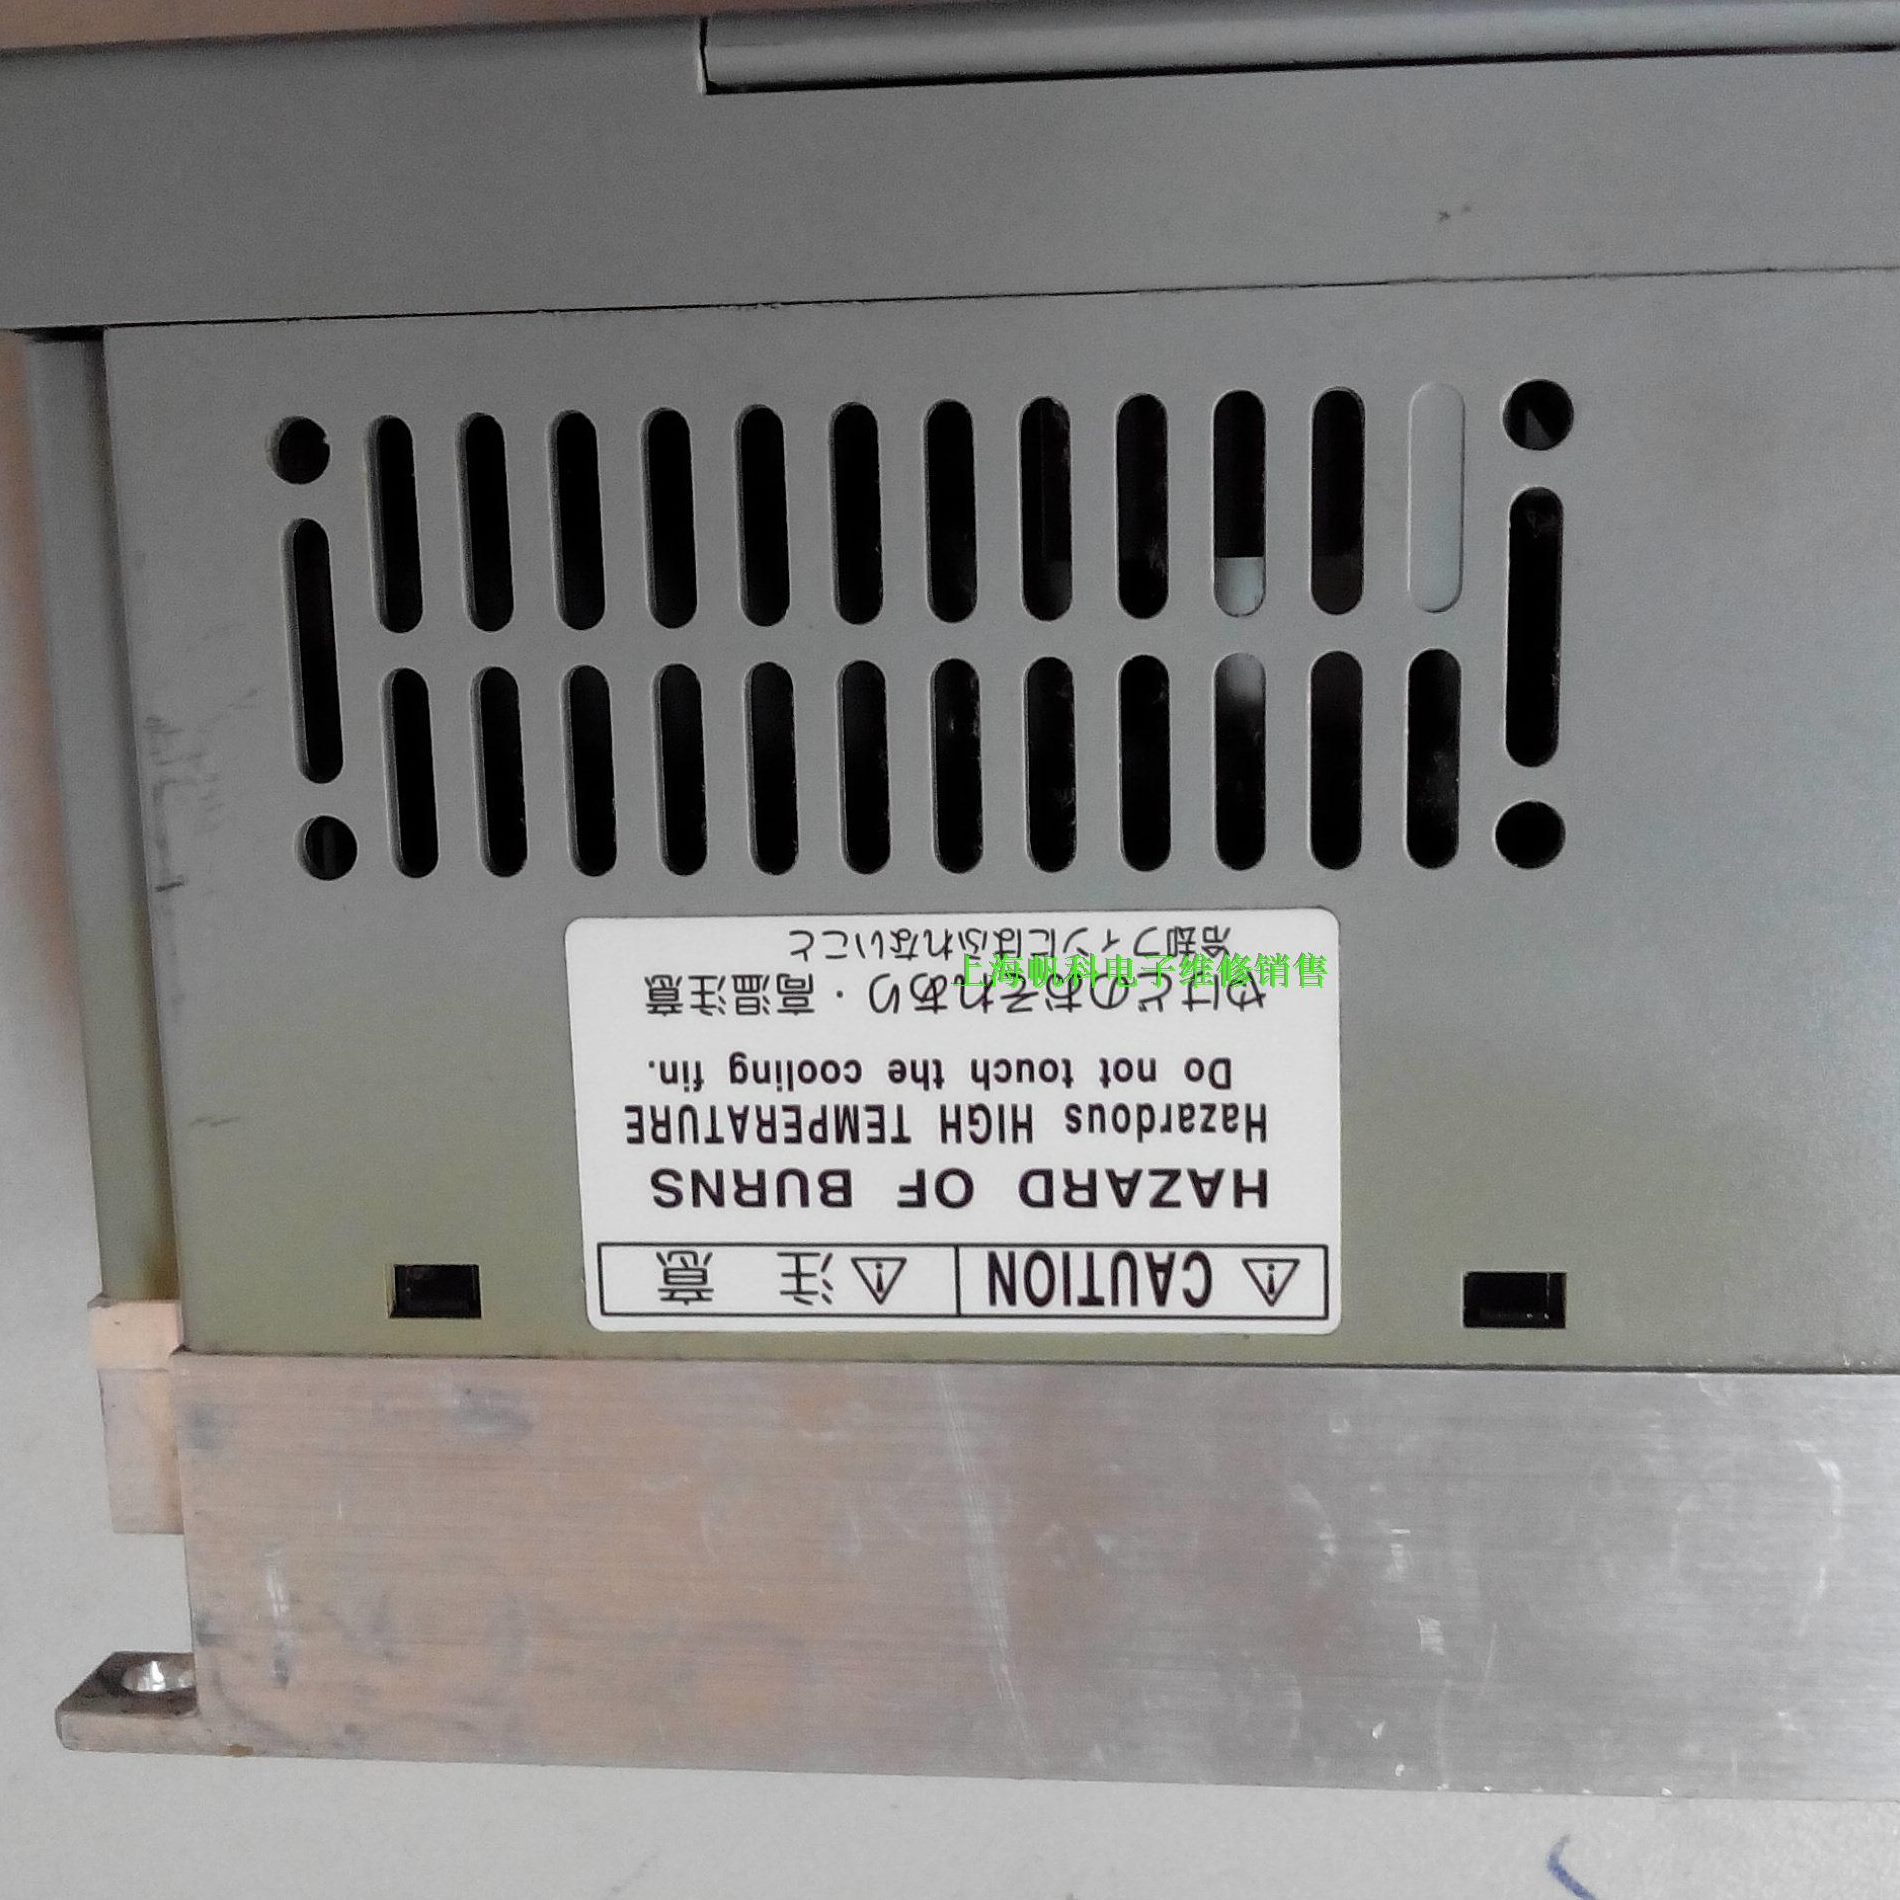 ⚠ CAUTION ⚠ 注 意
HAZARD OF BURNS
Hazardous HIGH TEMPERATURE
Do not touch the cooling fin.
やけどのおそれあり・高温注意
冷却フィンにはふれないこと
上海帆科电子维修销售